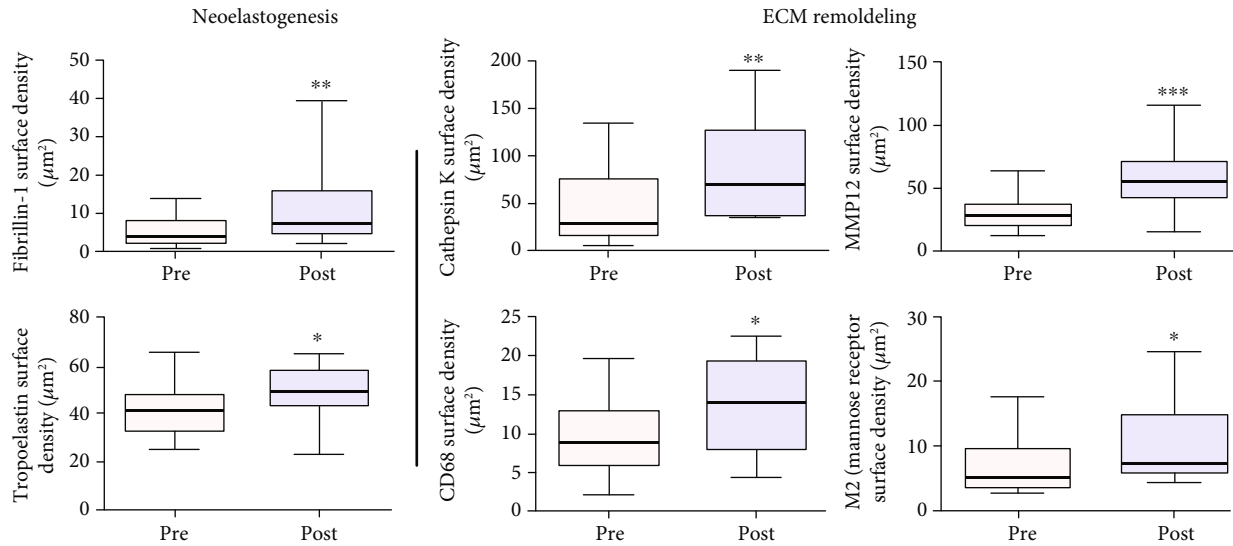 Neoelastogenesis
ECM remoldeling
Fibrillin-1 surface density
(μm²)
50
40
30
20
10
0
**
Pre
Post
Cathepsin K surface density
(μm²)
200
150
100
50
0
**
Pre
Post
MMP12 surface density
(μm²)
150
100
50
0
***
Pre
Post
Tropoelastin surface
density (μm²)
80
60
40
20
0
*
Pre
Post
CD68 surface density
(μm²)
25
20
15
10
5
0
*
Pre
Post
M2 (mannose receptor
surface density (μm²)
30
20
10
0
*
Pre
Post